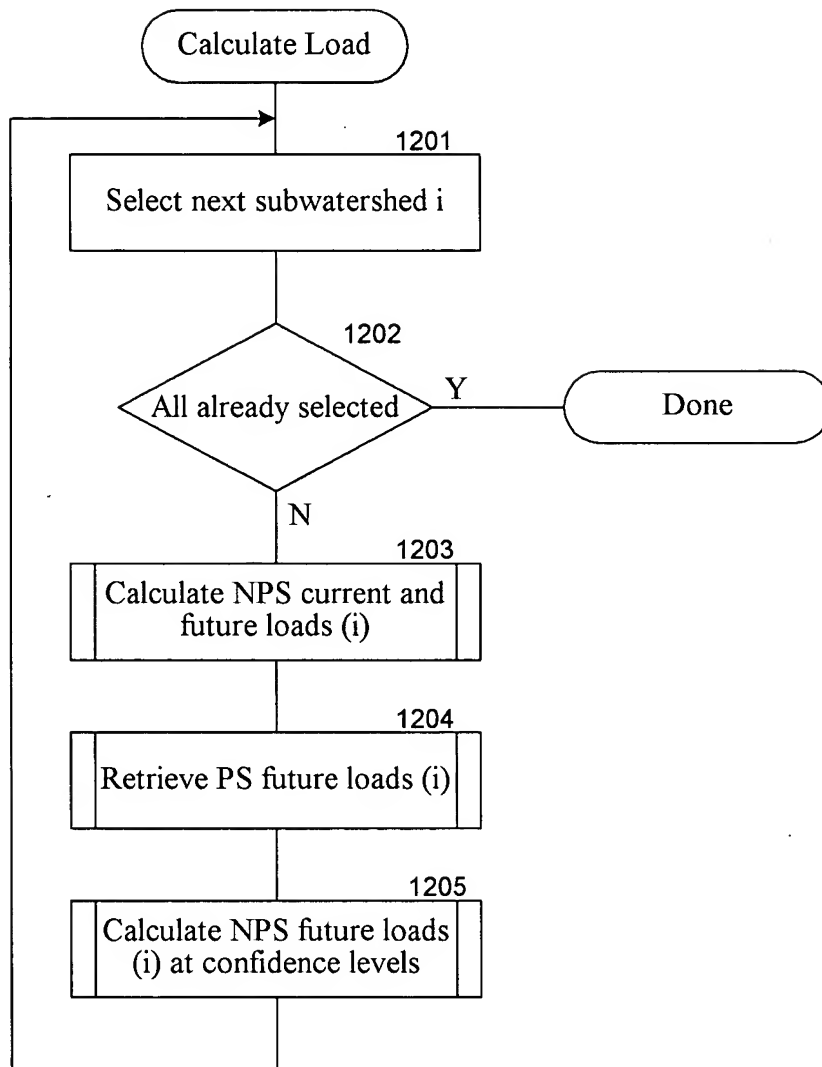 Calculate Load
1201
Select next subwatershed i
1202
All already selected
Y
Done
N
1203
Calculate NPS current and
future loads (i)
1204
Retrieve PS future loads (i)
1205
Calculate NPS future loads
(i) at confidence levels